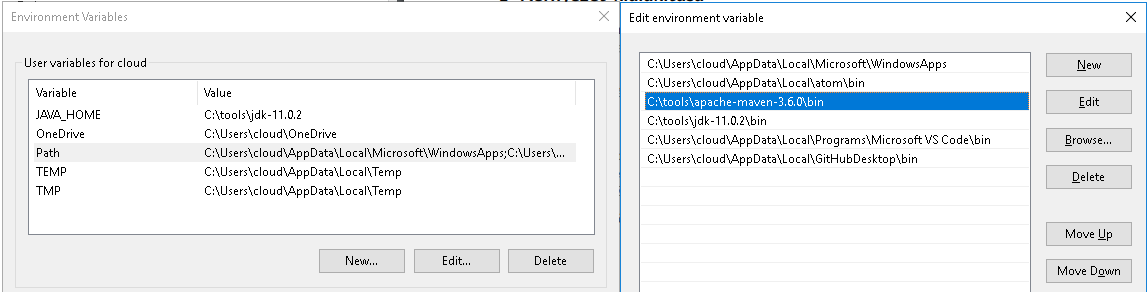 Environment Variables
User variables for cloud
Variable Value
JAVA_HOME C:\tools\jdk-11.0.2
OneDrive C:\Users\cloud\OneDrive
Path C:\Users\cloud\AppData\Local\Microsoft\WindowsApps;C:\Users\...
TEMP C:\Users\cloud\AppData\Local\Temp
TMP C:\Users\cloud\AppData\Local\Temp
New...
Edit...
Delete
Edit environment variable
C:\Users\cloud\AppData\Local\Microsoft\WindowsApps
C:\Users\cloud\AppData\Local\atom\bin
C:\tools\apache-maven-3.6.0\bin
C:\tools\jdk-11.0.2\bin
C:\Users\cloud\AppData\Local\Programs\Microsoft VS Code\bin
C:\Users\cloud\AppData\Local\GitHubDesktop\bin
New
Edit
Browse...
Delete
Move Up
Move Down